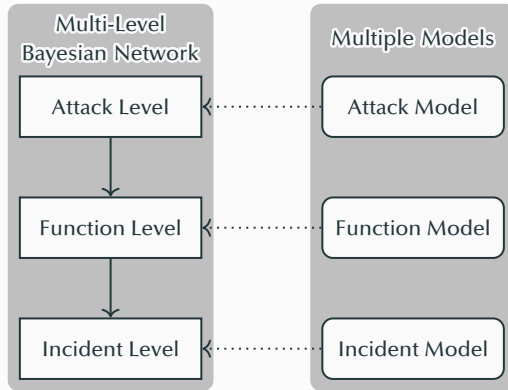 Multi-Level
Bayesian Network
Multiple Models
Attack Level
Attack Model
Function Level
Function Model
Incident Level
Incident Model